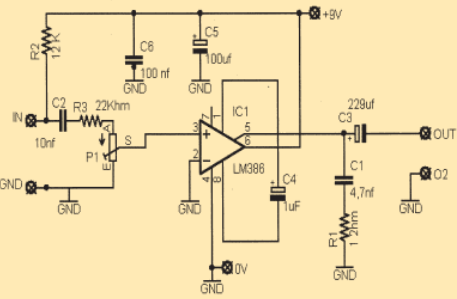 +9V
R2
12 K
C6
100 nf
GND
C5
100uf
GND
IN
C2
10nf
R3
22Khm
A
P1
S
E
GND
GND
IC1
LM386
7
1
3
2
5
6
4
8
GND
C4
1uF
0V
GND
229uf
C3
OUT
C1
4,7nf
R1
GND
O2
GND